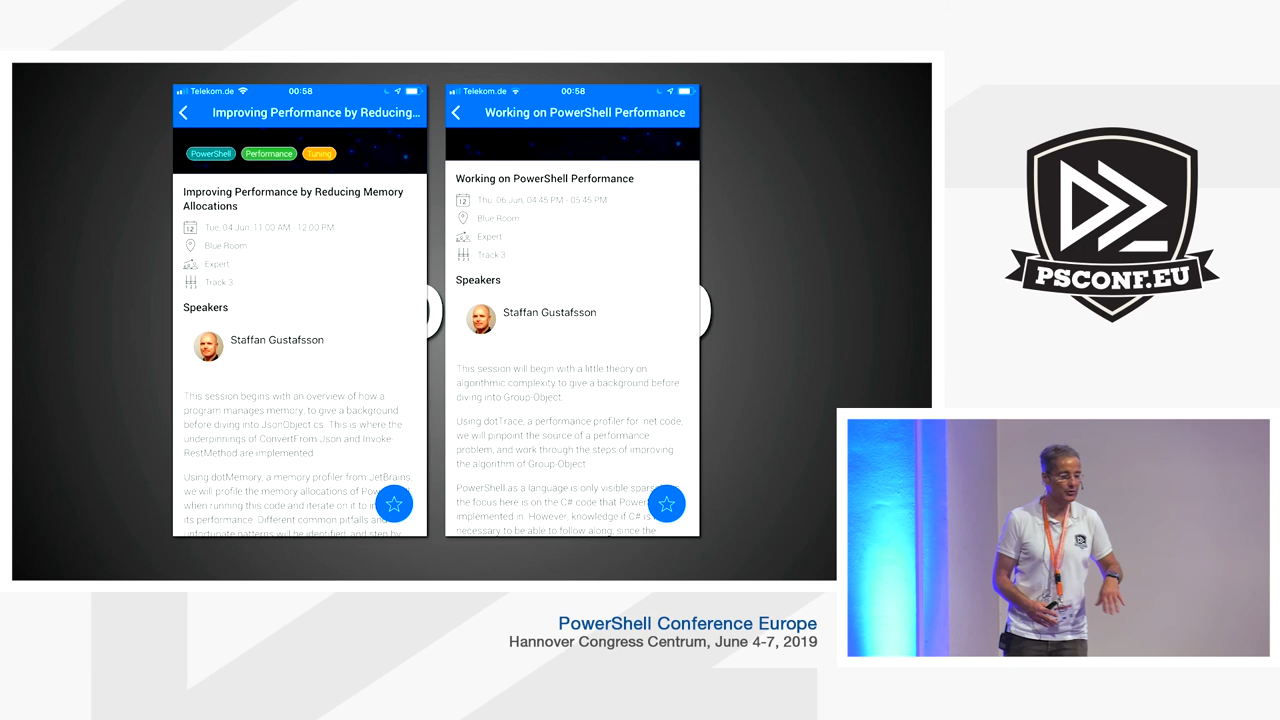 Telekom.de
00:58
Improving Performance by Reducing...
PowerShell
Performance
Tuning
Improving Performance by Reducing Memory
Allocations
12
Tue, 04 Jun, 11:00 AM - 12:00 PM
Blue Room
Expert
Track 3
Speakers
Staffan Gustafsson
This session begins with an overview of how a
program manages memory, to give a background
before diving into JsonObject.cs. This is where the
underpinnings of ConvertFrom-Json and Invoke-
RestMethod are implemented
Using dotMemory, a memory profiler from JetBrains,
we will profile the memory allocations of
when running this code and iterate on it to
its performance. Different common pitfalls and
unfortunate patterns will be identified, and step by
Telekom.de
00:58
Working on PowerShell Performance
Working on PowerShell Performance
12
Thu, 06 Jun, 04:45 PM - 05:45 PM
Blue Room
Expert
Track 3
Speakers
Staffan Gustafsson
This session will begin with a little theory on
algorithmic complexity to give a background before
diving into Group-Object.
Using dotTrace, a performance profiler for .net code,
we will pinpoint the source of a performance
problem, and work through the steps of improving
the algorithm of Group-Object
PowerShell as a language is only visible
the focus here is on the C# code that
implemented in. However, knowledge if C# is
necessary to be able to follow along, since the
PSCONF.EU
PowerShell Conference Europe
Hannover Congress Centrum, June 4-7, 2019